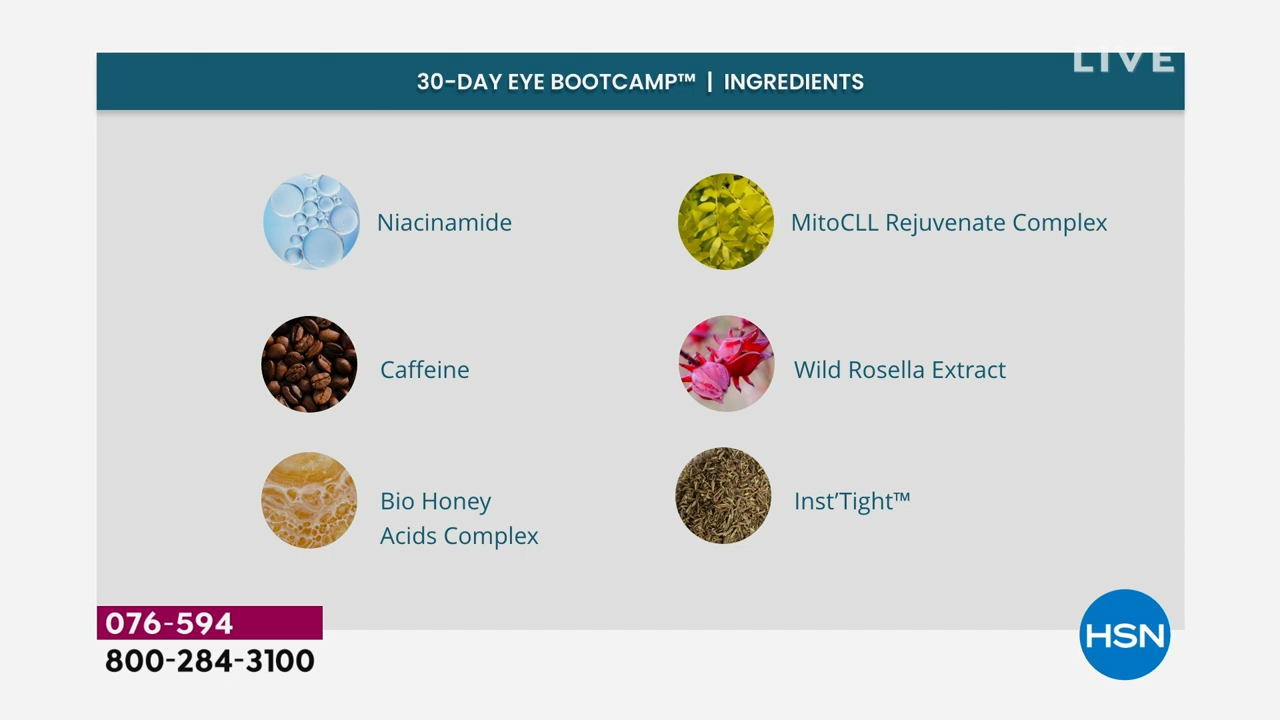 LIVE
30-DAY EYE BOOTCAMP™ | INGREDIENTS
Niacinamide
MitoCLL Rejuvenate Complex
Caffeine
Wild Rosella Extract
Bio Honey
Acids Complex
Inst'Tight™
076-594
800-284-3100
HSN